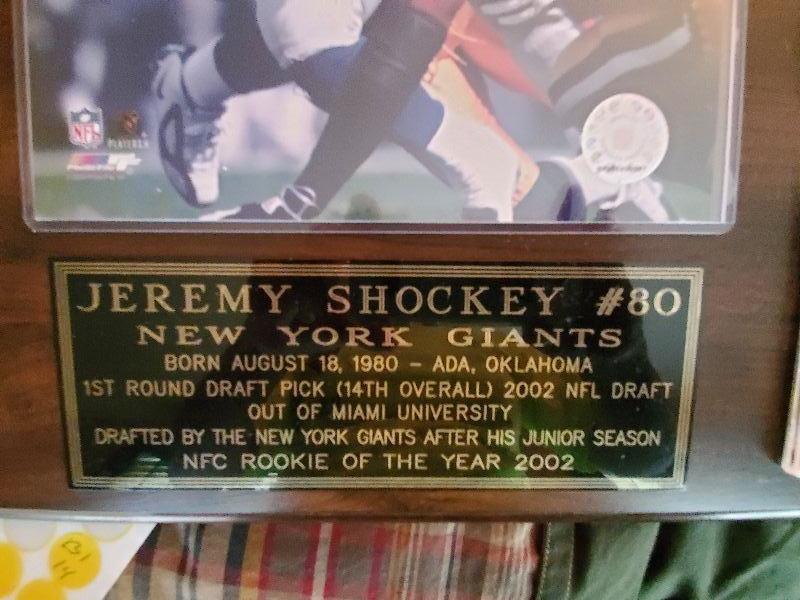 NFL
PLAYERS
JEREMY SHOCKEY #80
NEW YORK GIANTS
BORN AUGUST 18, 1980 – ADA, OKLAHOMA
1ST ROUND DRAFT PICK (14TH OVERALL) 2002 NFL DRAFT
OUT OF MIAMI UNIVERSITY
DRAFTED BY THE NEW YORK GIANTS AFTER HIS JUNIOR SEASON
NFC ROOKIE OF THE YEAR 2002